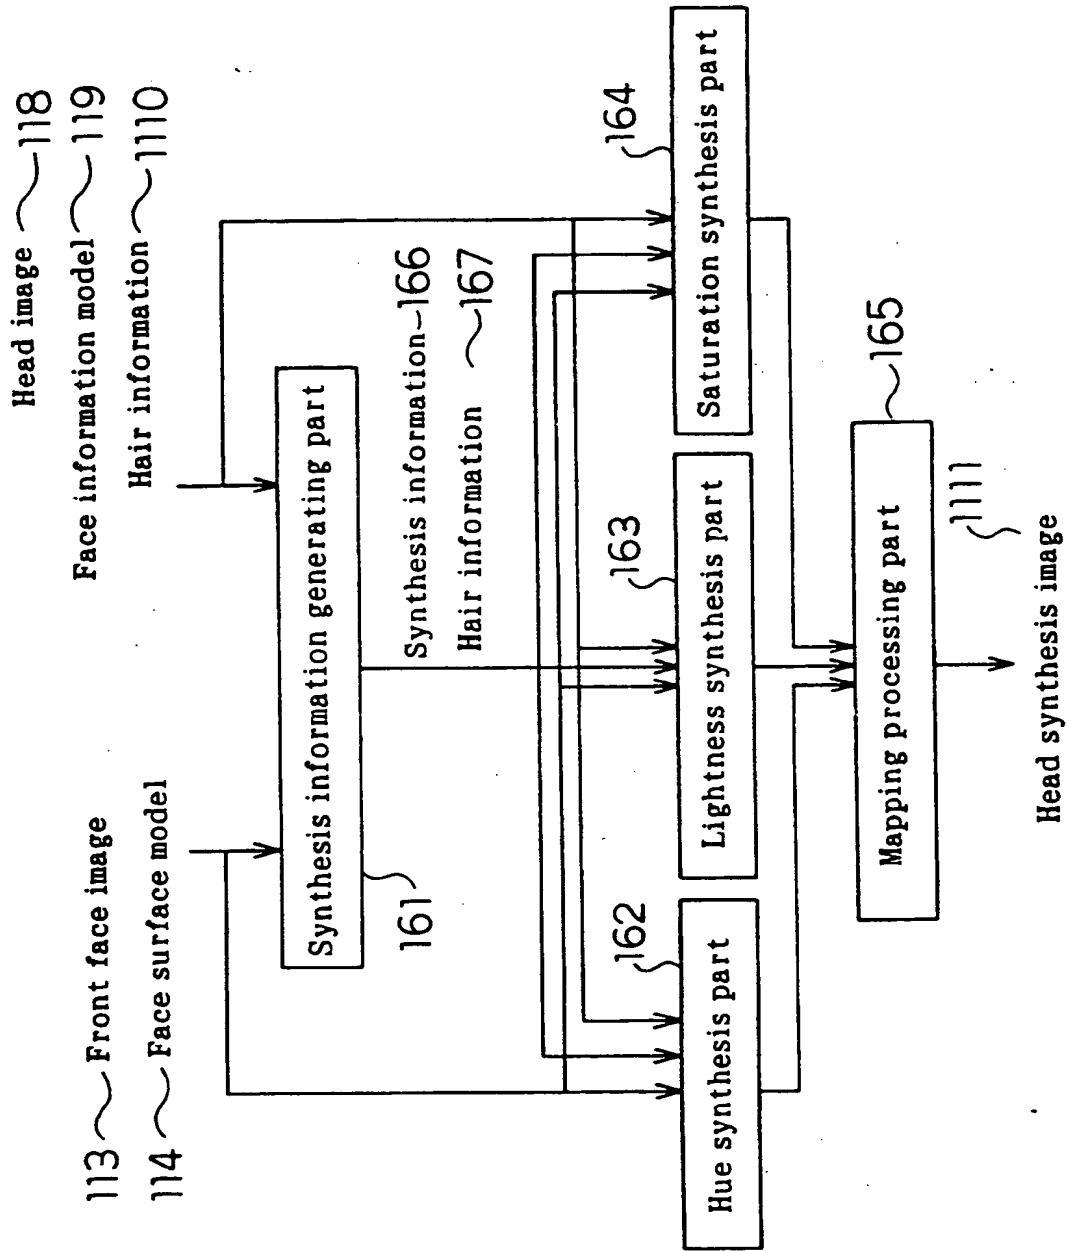 113 Front face image
114 Face surface model
Head image 118
Face information model 119
Hair information 1110
Synthesis information generating part
161
Synthesis information 166
Hair information 167
162
163
164
Hue synthesis part
Lightness synthesis part
Saturation synthesis part
Mapping processing part
165
1111
Head synthesis image